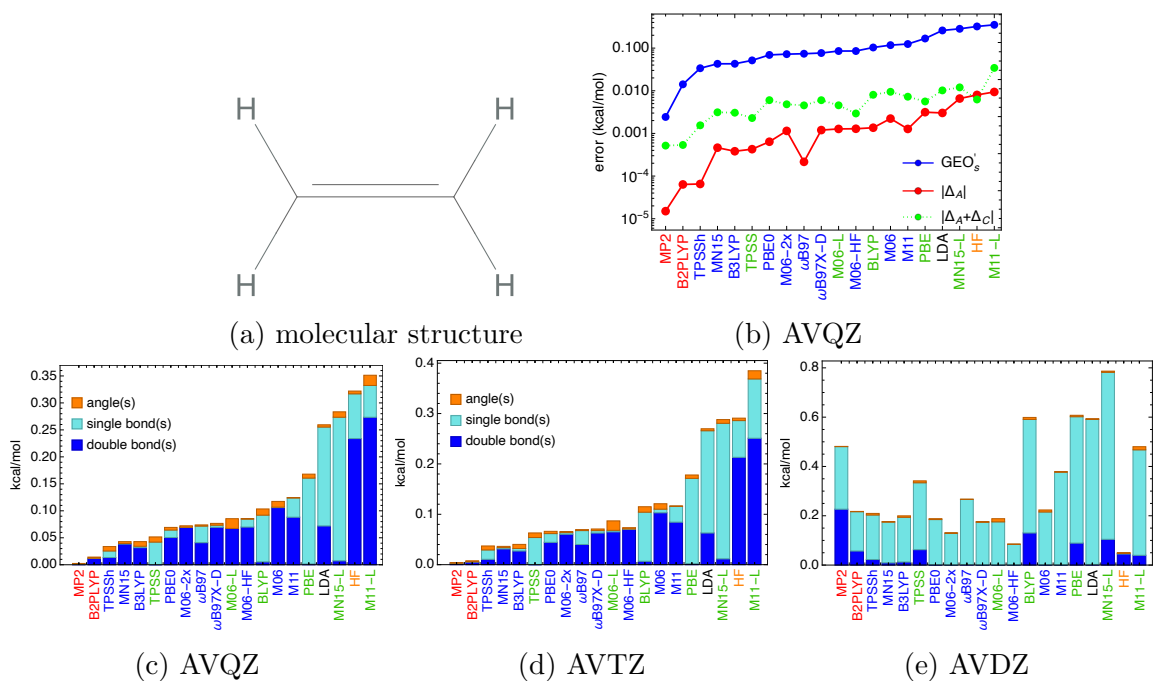 H
H
H
H
(a) molecular structure
error (kcal/mol)
0.100
0.010
0.001
10⁻⁴
10⁻⁵
GEO's
|Δ_A|
|Δ_A+Δ_C|
MP2
B2PLYP
TPSSh
MN15
B3LYP
TPSS
PBE0
M06-2x
ωB97
ωB97X-D
M06-L
M06-HF
BLYP
M06
M11
PBE
LDA
MN15-L
HF
M11-L
(b) AVQZ
kcal/mol
0.35
0.30
0.25
0.20
0.15
0.10
0.05
0.00
angle(s)
single bond(s)
double bond(s)
MP2
B2PLYP
TPSSh
MN15
B3LYP
TPSS
PBE0
M06-2x
ωB97
ωB97X-D
M06-L
M06-HF
BLYP
M06
M11
PBE
LDA
MN15-L
HF
M11-L
(c) AVQZ
kcal/mol
0.4
0.3
0.2
0.1
0.0
angle(s)
single bond(s)
double bond(s)
MP2
B2PLYP
TPSSh
MN15
B3LYP
TPSS
PBE0
M06-2x
ωB97
ωB97X-D
M06-L
M06-HF
BLYP
M06
M11
PBE
LDA
MN15-L
HF
M11-L
(d) AVTZ
kcal/mol
0.8
0.6
0.4
0.2
0.0
MP2
B2PLYP
TPSSh
MN15
B3LYP
TPSS
PBE0
M06-2x
ωB97
ωB97X-D
M06-L
M06-HF
BLYP
M06
M11
PBE
LDA
MN15-L
HF
M11-L
(e) AVDZ